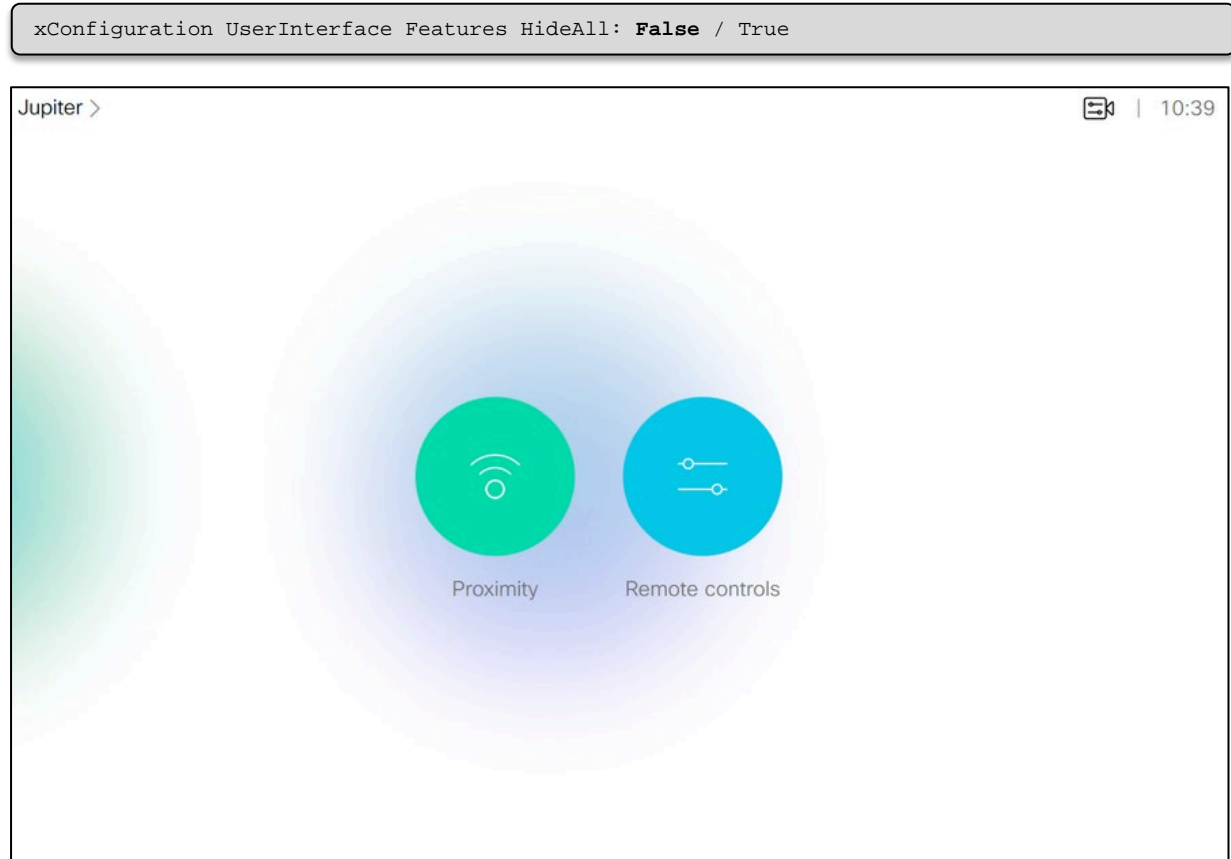 xConfiguration UserInterface Features HideAll: False / True
Jupiter > | 10:39
Proximity Remote controls